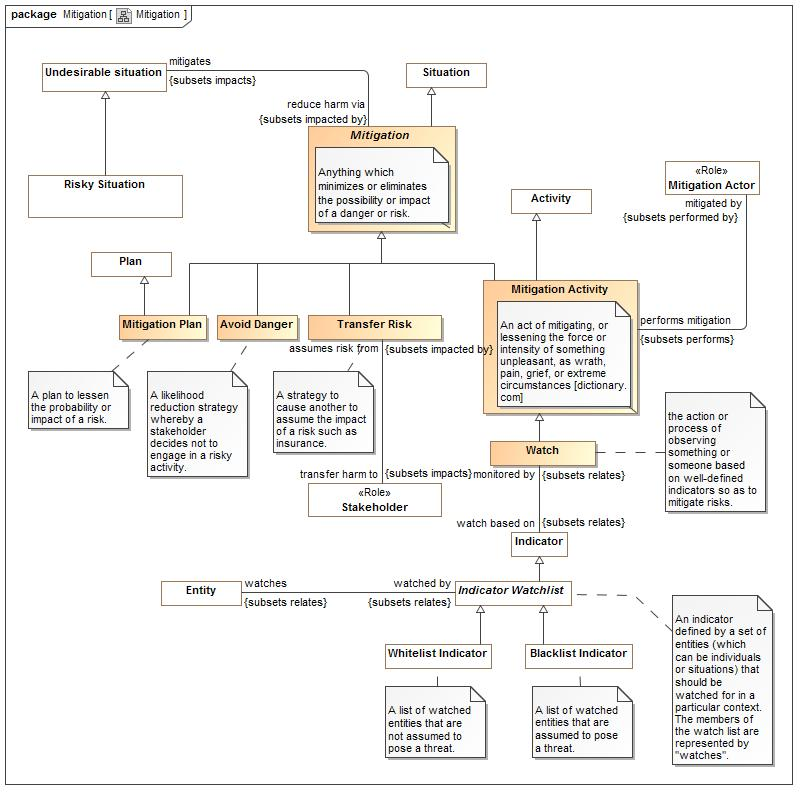 package Mitigation [ Mitigation ]
mitigates
Undesirable situation
{subsets impacts}
Situation
reduce harm via
{subsets impacted by}
Mitigation
Anything which
minimizes or eliminates
the possibility or impact
of a danger or risk.
Risky Situation
«Role»
Mitigation Actor
mitigated by
{subsets performed by}
Activity
Plan
Mitigation Activity
An act of mitigating, or
lessening the force or
intensity of something
unpleasant, as wrath,
pain, grief, or extreme
circumstances [dictionary.
com]
performs mitigation
{subsets performs}
Mitigation Plan
Avoid Danger
Transfer Risk
assumes risk from
{subsets impacted by}
A plan to lessen
the probability or
impact of a risk.
A likelihood
reduction strategy
whereby a
stakeholder
decides not to
engage in a risky
activity.
A strategy to
cause another to
assume the impact
of a risk such as
insurance.
the action or
process of
observing
something or
someone based
on well-defined
indicators so as to
mitigate risks.
Watch
transfer harm to
{subsets impacts}
monitored by
{subsets relates}
«Role»
Stakeholder
watch based on
{subsets relates}
Indicator
Entity
watches
{subsets relates}
watched by
{subsets relates}
Indicator Watchlist
An indicator
defined by a set of
entities (which
can be individuals
or situations) that
should be
watched for in a
particular context.
The members of
the watch list are
represented by
"watches".
Whitelist Indicator
Blacklist Indicator
A list of watched
entities that are
not assumed to
pose a threat.
A list of watched
entities that are
assumed to pose
a threat.